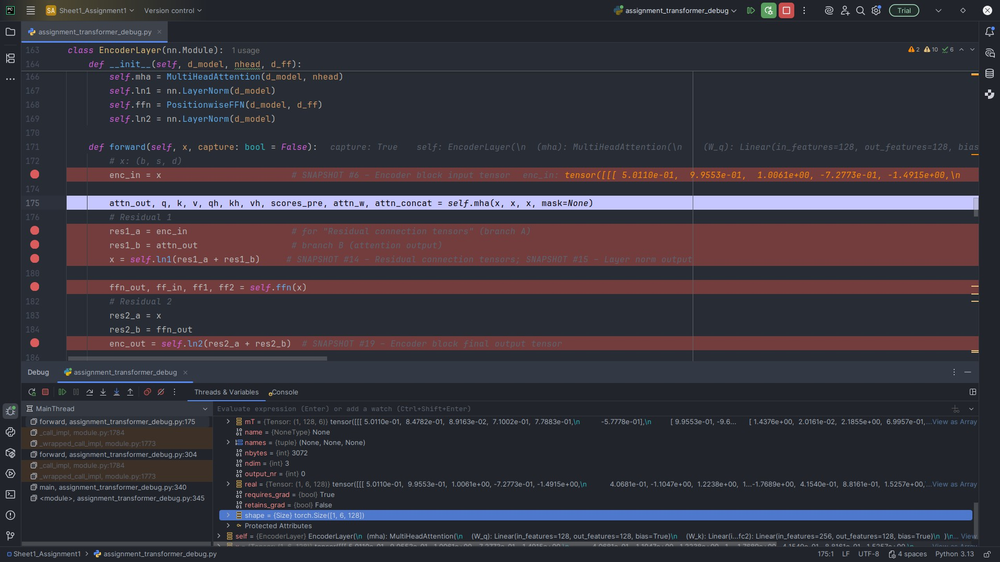 PC
SA Sheet1_Assignment1
Version control
assignment_transformer_debug
Trial
assignment_transformer_debug.py
163 class EncoderLayer(nn.Module): 1 usage
2 10 6
164 def __init__(self, d_model, nhead, d_ff):
166 self.mha = MultiHeadAttention(d_model, nhead)
167 self.ln1 = nn.LayerNorm(d_model)
168 self.ffn = PositionwiseFFN(d_model, d_ff)
169 self.ln2 = nn.LayerNorm(d_model)
170
171 def forward(self, x, capture: bool = False): capture: True self: EncoderLayer(\n (mha): MultiHeadAttention(\n (W_q): Linear(in_features=128, out_features=128, bias
172 # x: (b, s, d)
enc_in = x # SNAPSHOT #6 - Encoder block input tensor enc_in: tensor([[[ 5.0110e-01, 9.9553e-01, 1.0061e+00, -7.2773e-01, -1.4915e+00,\n
174
175 attn_out, q, k, v, qh, kh, vh, scores_pre, attn_w, attn_concat = self.mha(x, x, x, mask=None)
176 # Residual 1
res1_a = enc_in # for "Residual connection tensors" (branch A)
res1_b = attn_out # branch B (attention output)
x = self.ln1(res1_a + res1_b) # SNAPSHOT #14 - Residual connection tensors; SNAPSHOT #15 - Layer norm output
180
ffn_out, ff_in, ff1, ff2 = self.ffn(x)
182 # Residual 2
183 res2_a = x
184 res2_b = ffn_out
enc_out = self.ln2(res2_a + res2_b) # SNAPSHOT #19 - Encoder block final output tensor
186
Debug
assignment_transformer_debug
Threads & Variables
Console
MainThread
Evaluate expression (Enter) or add a watch (Ctrl+Shift+Enter)
forward, assignment_transformer_debug.py:175
_call_impl, module.py:1784
_wrapped_call_impl, module.py:1773
forward, assignment_transformer_debug.py:304
_call_impl, module.py:1784
_wrapped_call_impl, module.py:1773
main, assignment_transformer_debug.py:340
<module>, assignment_transformer_debug.py:345
mT = {Tensor: (1, 128, 6)} tensor([[[ 5.0110e-01, 8.4782e-01, 8.9163e-02, 7.1002e-01, 7.7883e-01,\n -5.7778e-01],\n [ 9.9553e-01, -9.6... [ 1.4376e+00, 2.0161e-02, 2.1855e+00, 6.9957e-01,...View as Array
name = {NoneType} None
names = {tuple} (None, None, None)
nbytes = {int} 3072
ndim = {int} 3
output_nr = {int} 0
real = {Tensor: (1, 6, 128)} tensor([[[ 5.0110e-01, 9.9553e-01, 1.0061e+00, -7.2773e-01, -1.4915e+00,\n 4.0681e-01, -1.1047e+00, 1.2238e+00, 1...-1.7689e+00, 4.1540e-01, 8.8161e-01, 1.5257e+00,...View as Array
requires_grad = {bool} True
retains_grad = {bool} False
shape = {Size} torch.Size([1, 6, 128])
Protected Attributes
self = {EncoderLayer} EncoderLayer(\n (mha): MultiHeadAttention(\n (W_q): Linear(in_features=128, out_features=128, bias=True)\n (W_k): Linear(i...fc2): Linear(in_features=256, out_features=128, bias=True)\n )\n... View
Sheet1_Assignment1 > assignment_transformer_debug.py
175:1 LF UTF-8 4 spaces Python 3.13